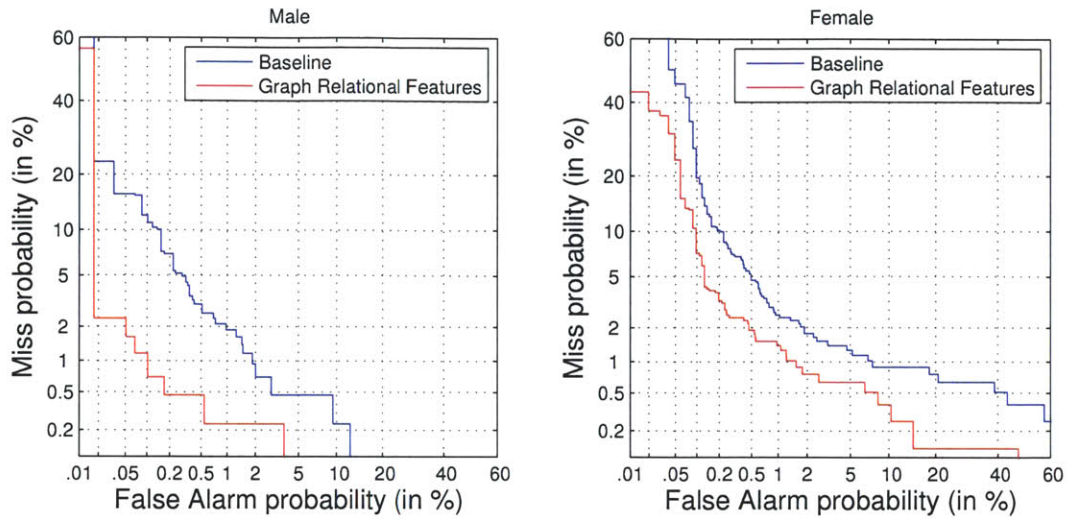 Male
60
40
20
10
5
2
1
0.5
0.2
Miss probability (in %)
Baseline
Graph Relational Features
.01 .05 0.2 0.5 1 2 5 10 20 40 60
False Alarm probability (in %)
Female
60
40
20
10
5
2
1
0.5
0.2
Miss probability (in %)
Baseline
Graph Relational Features
.01 .05 0.2 0.5 1 2 5 10 20 40 60
False Alarm probability (in %)